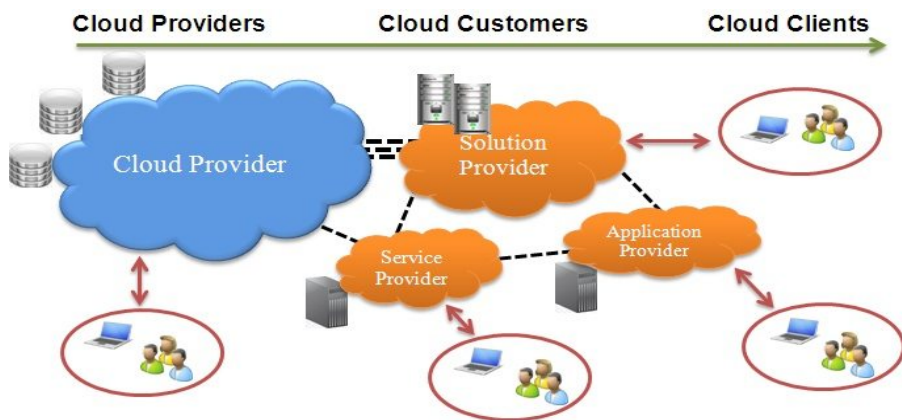 Cloud Providers
Cloud Customers
Cloud Clients
Cloud Provider
Solution
Provider
Service
Provider
Application
Provider